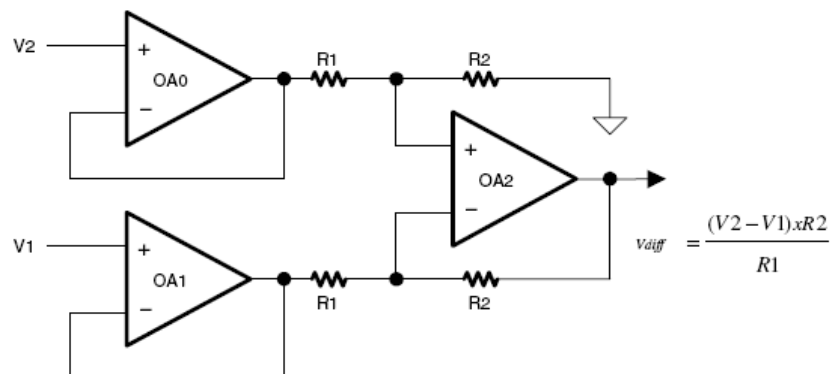 V2
+
OA0
−
R1
R2
+
OA2
−
Vdiff = (V2−V1)xR2
R1
V1
+
OA1
−
R1
R2